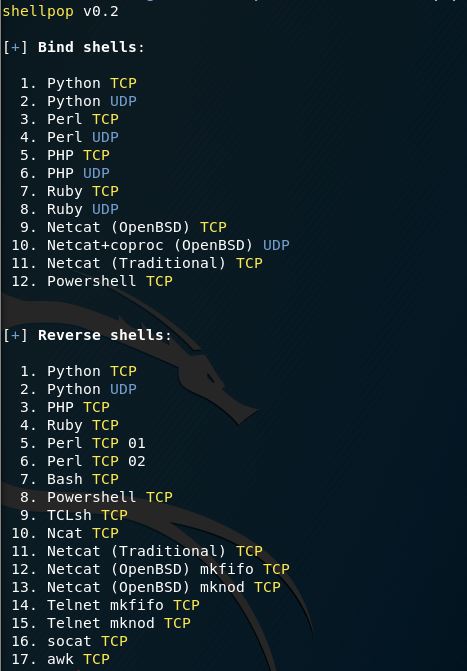 shellpop v0.2
[+] Bind shells:
1. Python TCP
2. Python UDP
3. Perl TCP
4. Perl UDP
5. PHP TCP
6. PHP UDP
7. Ruby TCP
8. Ruby UDP
9. Netcat (OpenBSD) TCP
10. Netcat+coproc (OpenBSD) UDP
11. Netcat (Traditional) TCP
12. Powershell TCP
[+] Reverse shells:
1. Python TCP
2. Python UDP
3. PHP TCP
4. Ruby TCP
5. Perl TCP 01
6. Perl TCP 02
7. Bash TCP
8. Powershell TCP
9. TCLsh TCP
10. Ncat TCP
11. Netcat (Traditional) TCP
12. Netcat (OpenBSD) mkfifo TCP
13. Netcat (OpenBSD) mknod TCP
14. Telnet mkfifo TCP
15. Telnet mknod TCP
16. socat TCP
17. awk TCP